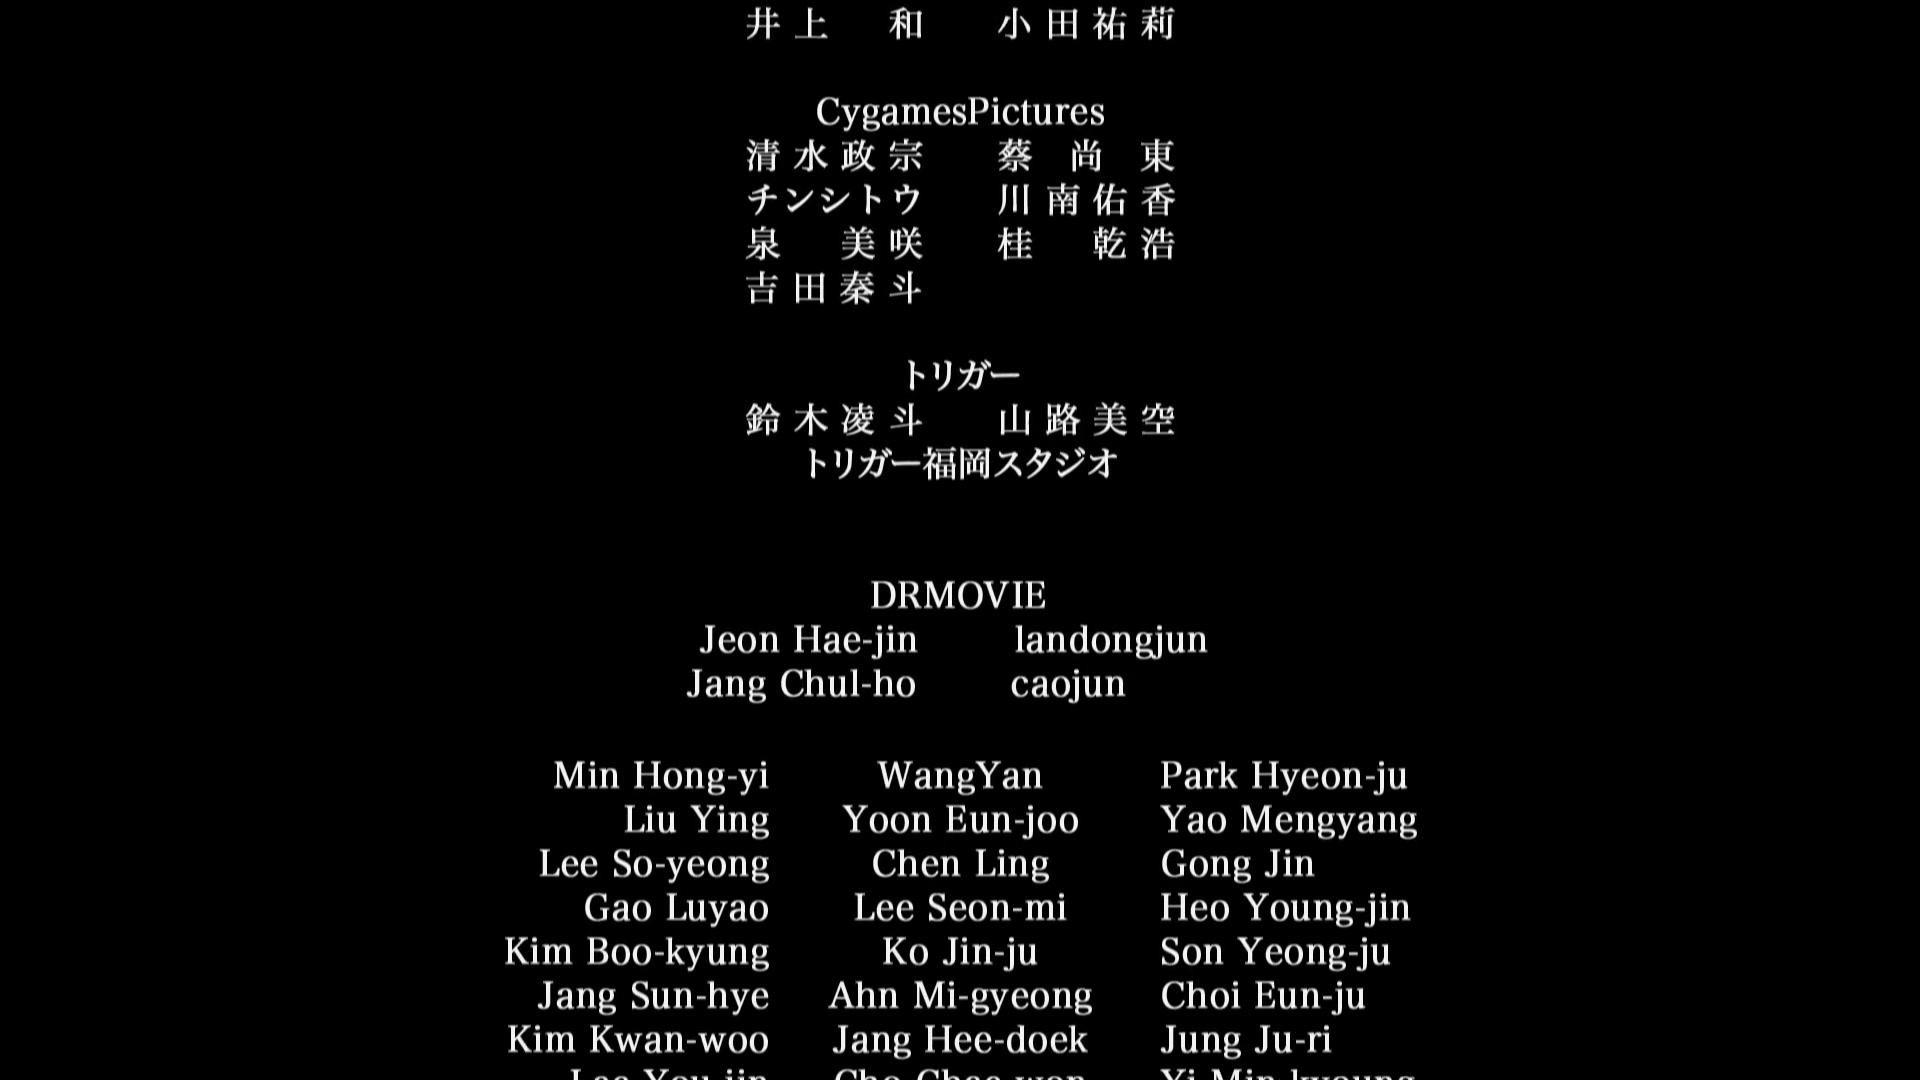 井上 和 小田祐莉
CygamesPictures
清水政宗 蔡尚東
チンシトウ 川南佑香
泉 美咲 桂 乾浩
吉田秦斗
トリガー
鈴木凌斗 山路美空
トリガー福岡スタジオ
DRMOVIE
Jeon Hae-jin landongjun
Jang Chul-ho caojun
Min Hong-yi WangYan Park Hyeon-ju
Liu Ying Yoon Eun-joo Yao Mengyang
Lee So-yeong Chen Ling Gong Jin
Gao Luyao Lee Seon-mi Heo Young-jin
Kim Boo-kyung Ko Jin-ju Son Yeong-ju
Jang Sun-hye Ahn Mi-gyeong Choi Eun-ju
Kim Kwan-woo Jang Hee-doek Jung Ju-ri